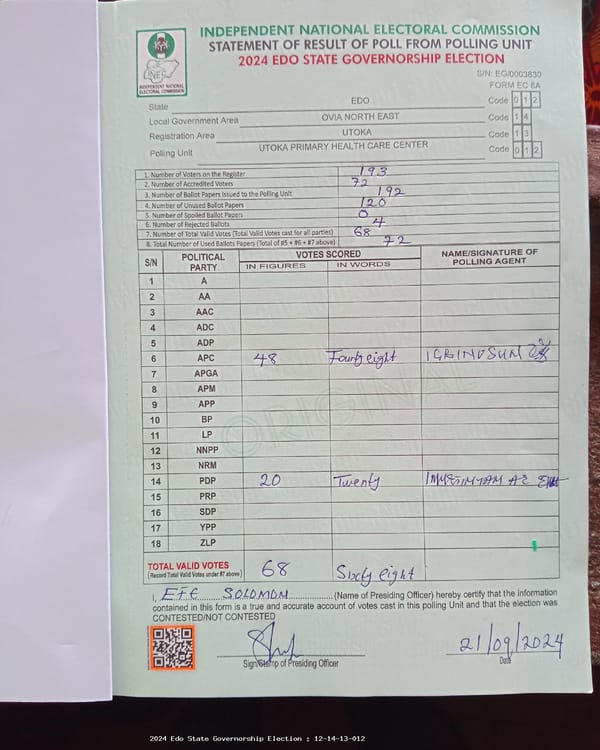 INDEPENDENT NATIONAL ELECTORAL COMMISSION
STATEMENT OF RESULT OF POLL FROM POLLING UNIT
2024 EDO STATE GOVERNORSHIP ELECTION
INEC
INDEPENDENT NATIONAL
ELECTORAL COMMISSION
S/N: EG/0003830
FORM EC 8A
State EDO Code 0 1 2
Local Government Area OVIA NORTH EAST Code 1 4
Registration Area UTOKA Code 1 3
Polling Unit UTOKA PRIMARY HEALTH CARE CENTER Code 0 1 2
1. Number of Voters on the Register 193
2. Number of Accredited Voters 72
3. Number of Ballot Papers Issued to the Polling Unit 192
4. Number of Unused Ballot Papers 120
5. Number of Spoiled Ballot Papers 0
6. Number of Rejected Ballots 4
7. Number of Total Valid Votes (Total Valid Votes cast for all parties) 68
8. Total Number of Used Ballots Papers (Total of #5 + #6 + #7 above) 72
S/N POLITICAL PARTY VOTES SCORED NAME/SIGNATURE OF POLLING AGENT
IN FIGURES IN WORDS
1 A
2 AA
3 AAC
4 ADC
5 ADP
6 APC 48 Fourty eight
7 APGA
8 APM
9 APP
10 BP
11 LP
12 NNPP
13 NRM
14 PDP 20 Twenty
15 PRP
16 SDP
17 YPP
18 ZLP
ORIGINAL
TOTAL VALID VOTES 68 Sixty eight
(Record Total Valid Votes under #7 above)
I, EFE SOLOMON (Name of Presiding Officer) hereby certify that the information
contained in this form is a true and accurate account of votes cast in this polling Unit and that the election was
CONTESTED/NOT CONTESTED
21/09/2024
Sign/Stamp of Presiding Officer Date
2024 Edo State Governorship Election : 12-14-13-012